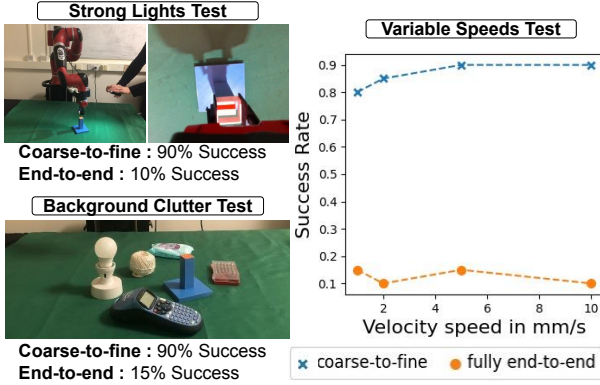 Strong Lights Test
Coarse-to-fine : 90% Success
End-to-end : 10% Success
Background Clutter Test
Coarse-to-fine : 90% Success
End-to-end : 15% Success
Variable Speeds Test
Success Rate
0.9
0.8
0.7
0.6
0.5
0.4
0.3
0.2
0.1
2 4 6 8 10
Velocity speed in mm/s
coarse-to-fine fully end-to-end